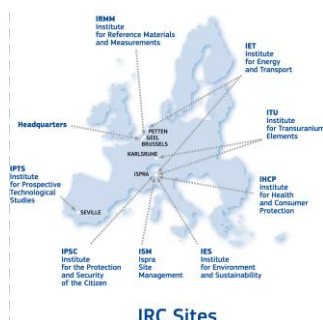 IRMM
Institute
for Reference Materials
and Measurements
IET
Institute
for Energy
and Transport
Headquarters
PETTEN
GEEL
BRUSSELS
KARLSRUHE
ITU
Institute
for Transuranium
Elements
IPTS
Institute
for Prospective
Technological
Studies
ISPRA
IHCP
Institute
for Health
and Consumer
Protection
SEVILLE
IPSC
Institute
for the Protection
and Security
of the Citizen
ISM
Ispra
Site
Management
IES
Institute
for Environment
and Sustainability
IRC Sites